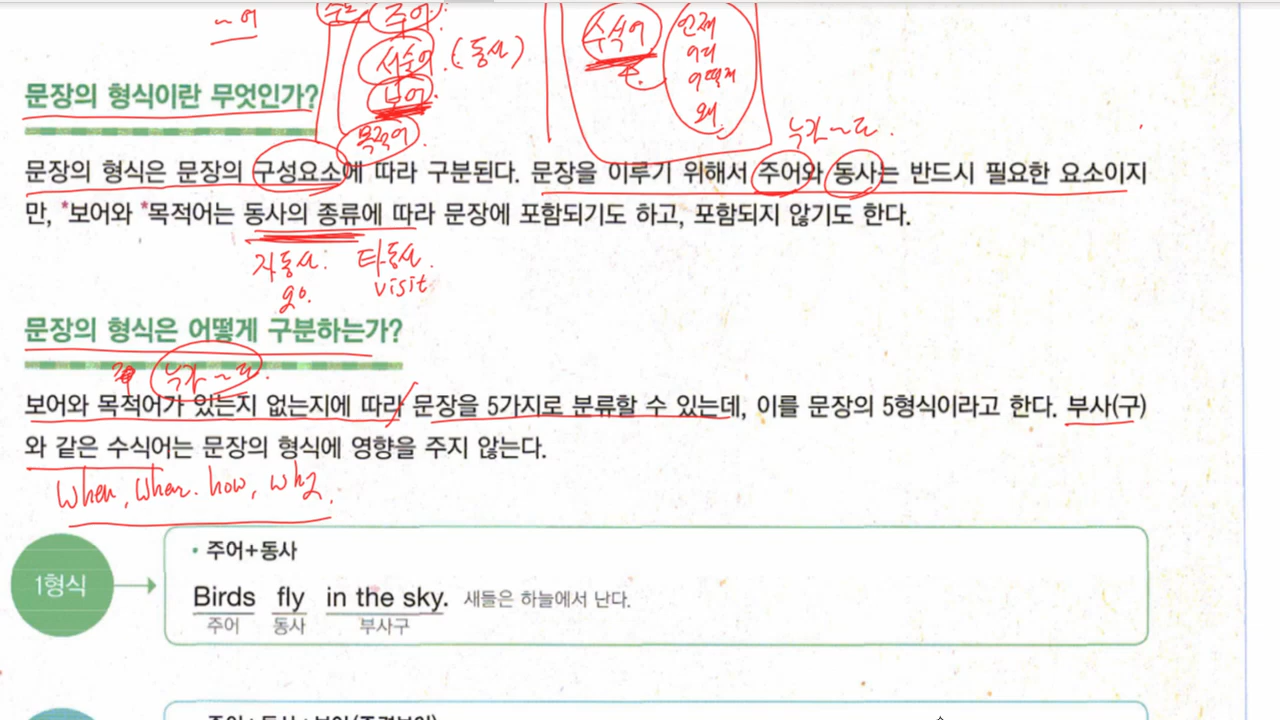 ~어
주어
수식어
언제
서술어 (동사)
어디
어떻게
보어
왜
문장의 형식이란 무엇인가?
목적어
누가~다
문장의 형식은 문장의 구성요소에 따라 구분된다. 문장을 이루기 위해서 주어와 동사는 반드시 필요한 요소이지
만, *보어와 *목적어는 동사의 종류에 따라 문장에 포함되기도 하고, 포함되지 않기도 한다.
자동사. 타동사.
go. visit
문장의 형식은 어떻게 구분하는가?
누가~다.
보어와 목적어가 있는지 없는지에 따라 문장을 5가지로 분류할 수 있는데, 이를 문장의 5형식이라고 한다. 부사(구)
와 같은 수식어는 문장의 형식에 영향을 주지 않는다.
when, wher. how, why.
• 주어+동사
1형식
Birds fly in the sky. 새들은 하늘에서 난다.
주어 동사 부사구
주어+동사+보어(주격보어)